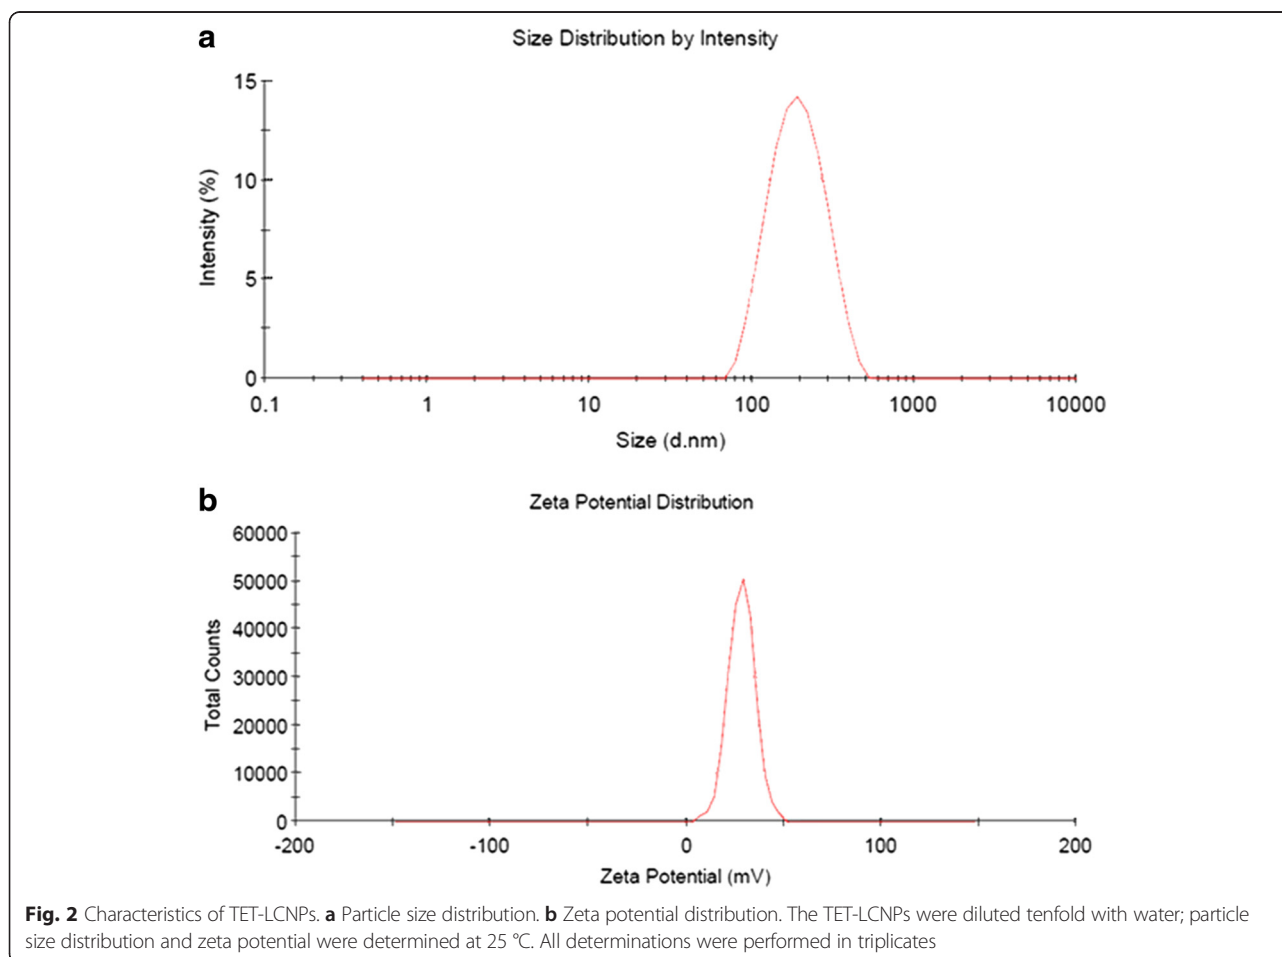 a
Size Distribution by Intensity
15
10
5
0
Intensity (%)
0.1 1 10 100 1000 10000
Size (d.nm)
b
Zeta Potential Distribution
60000
50000
40000
30000
20000
10000
0
Total Counts
-200 -100 0 100 200
Zeta Potential (mV)
Fig. 2 Characteristics of TET-LCNPs. a Particle size distribution. b Zeta potential distribution. The TET-LCNPs were diluted tenfold with water; particle
size distribution and zeta potential were determined at 25 °C. All determinations were performed in triplicates